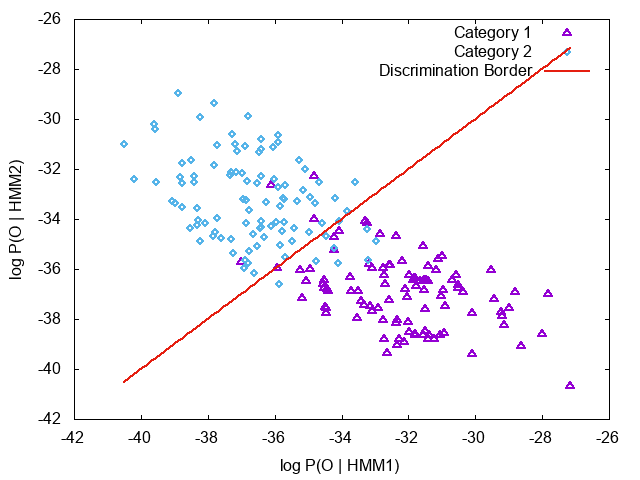 -26
-28
-30
-32
-34
-36
-38
-40
-42
-42 -40 -38 -36 -34 -32 -30 -28 -26
log P(O | HMM2)
log P(O | HMM1)
Category 1
Category 2
Discrimination Border